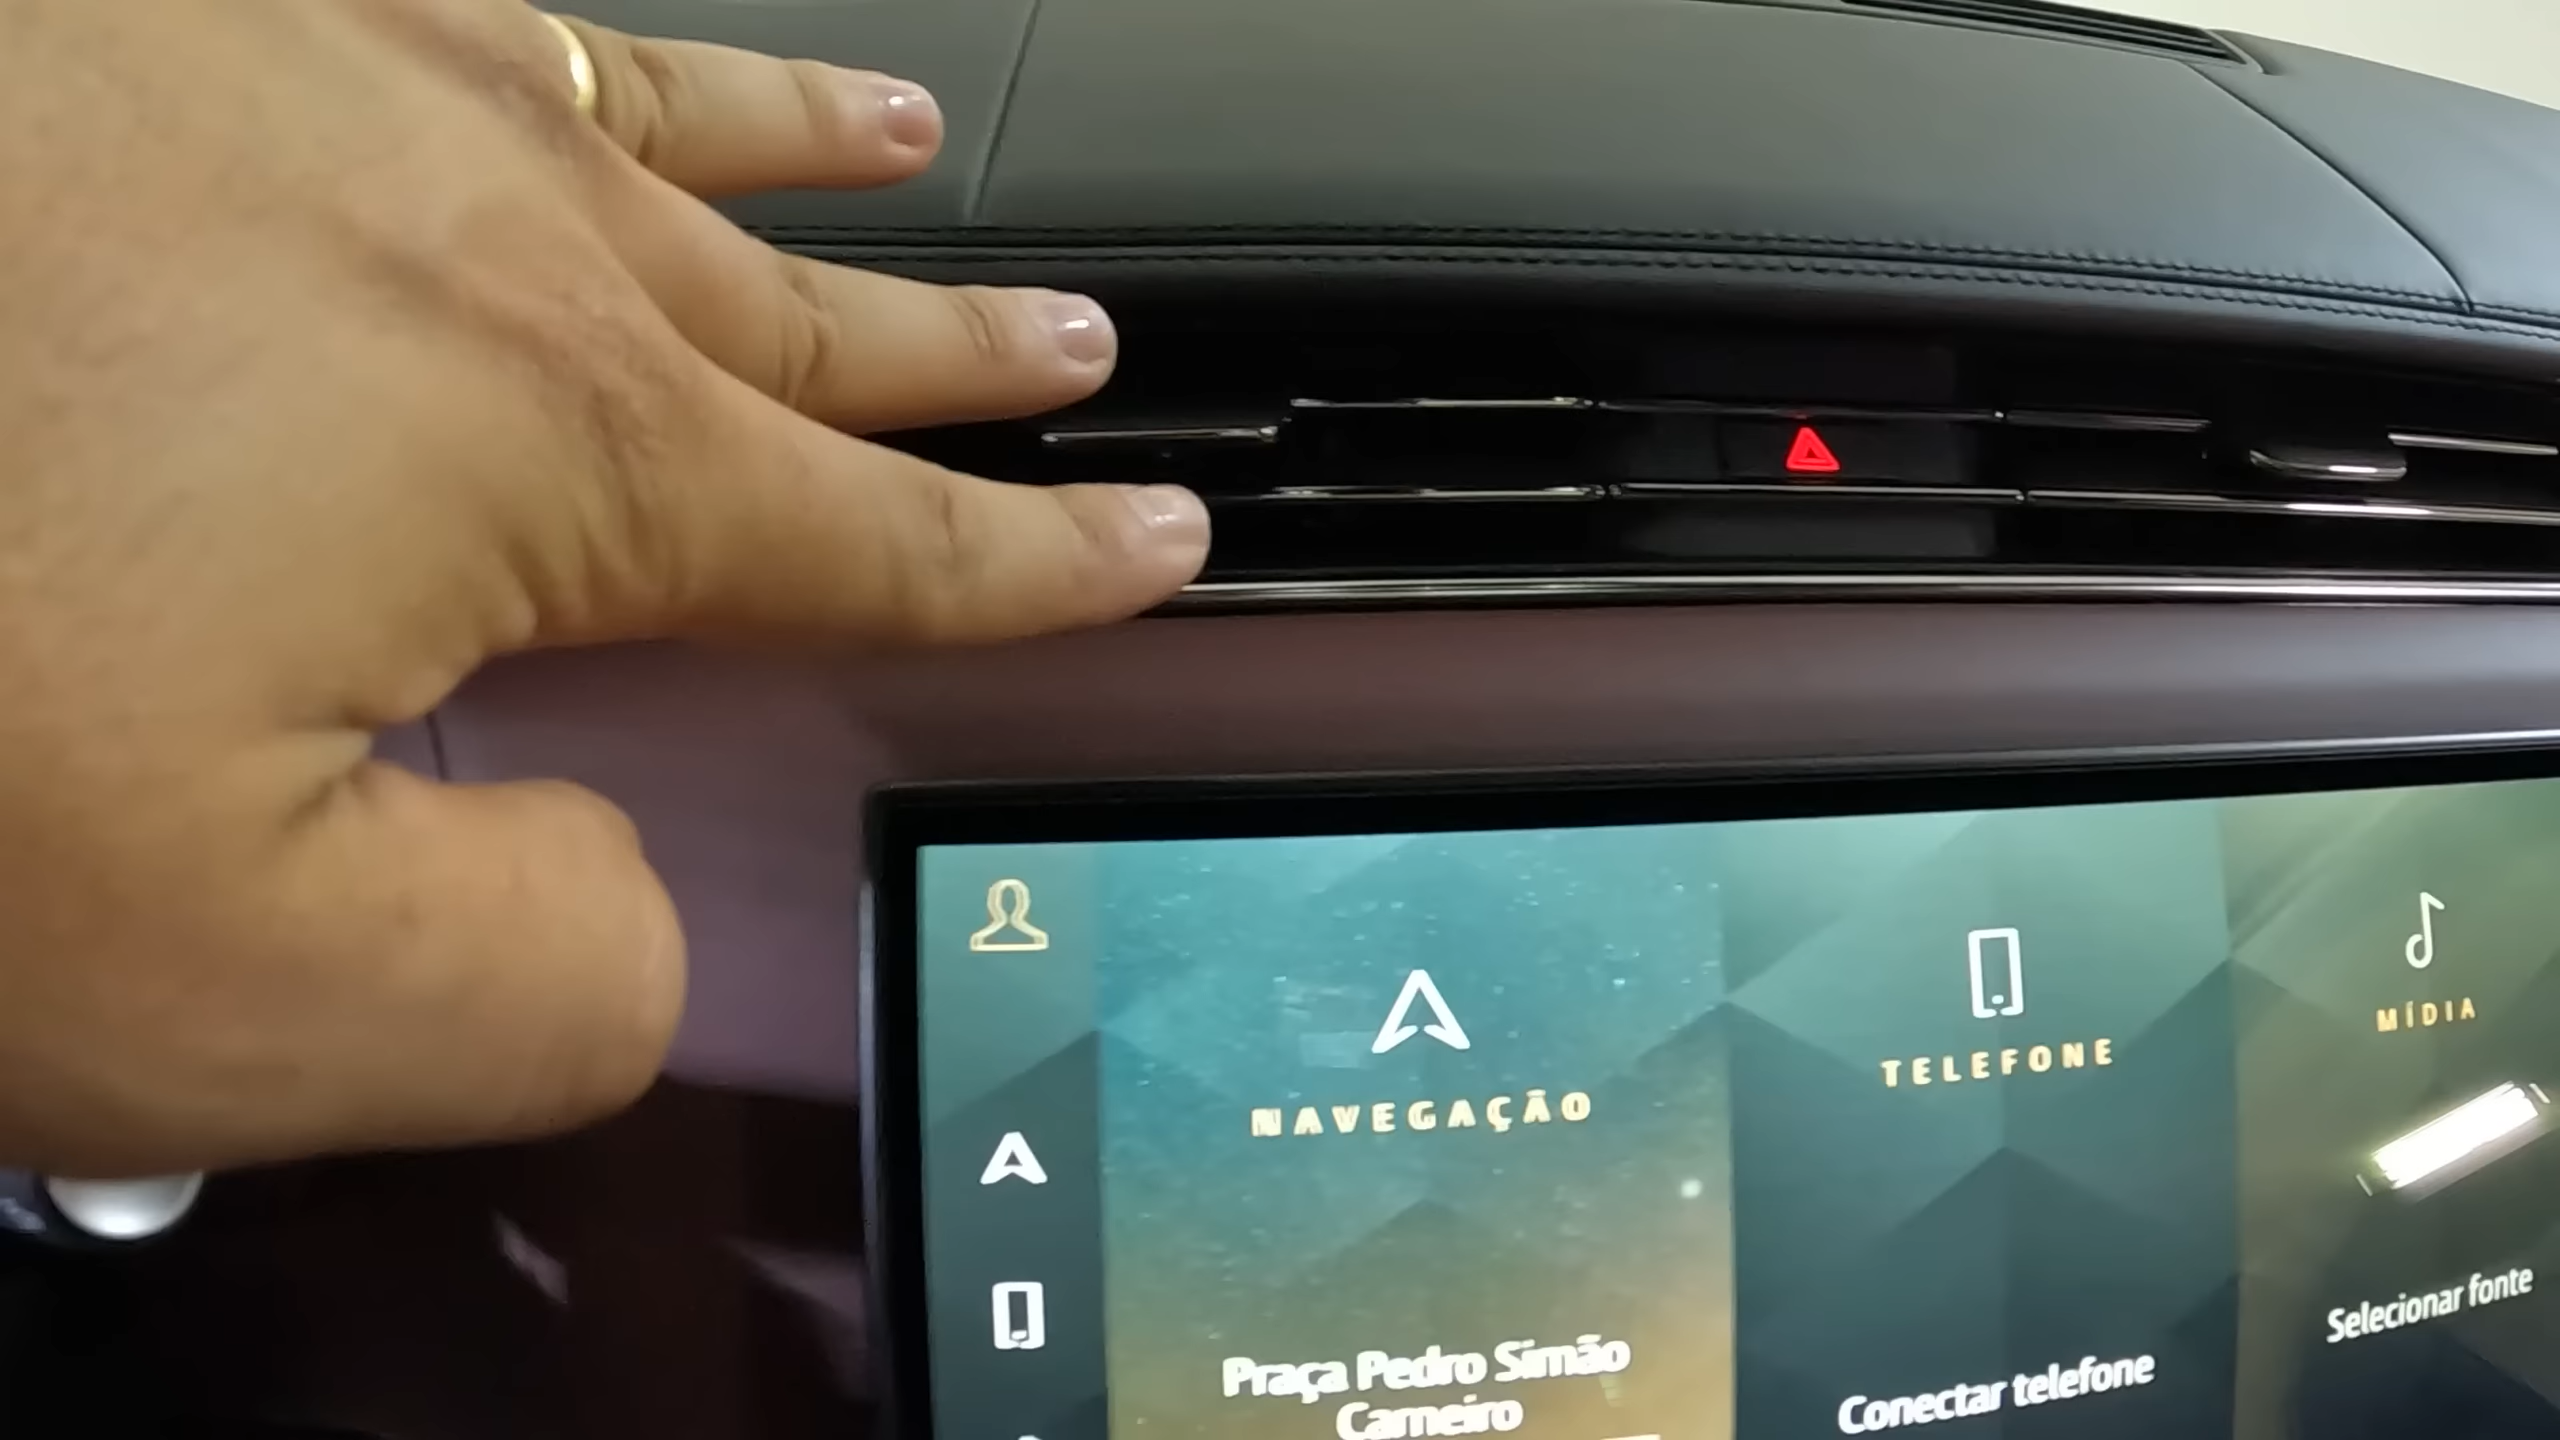 NAVEGAÇÃO
Praça Pedro Simão
Carneiro
TELEFONE
Conectar telefone
MÍDIA
Selecionar fonte